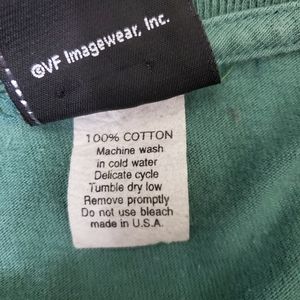 ©VF Imagewear, Inc.
100% COTTON
Machine wash
in cold water
Delicate cycle
Tumble dry low
Remove promptly
Do not use bleach
made in U.S.A.